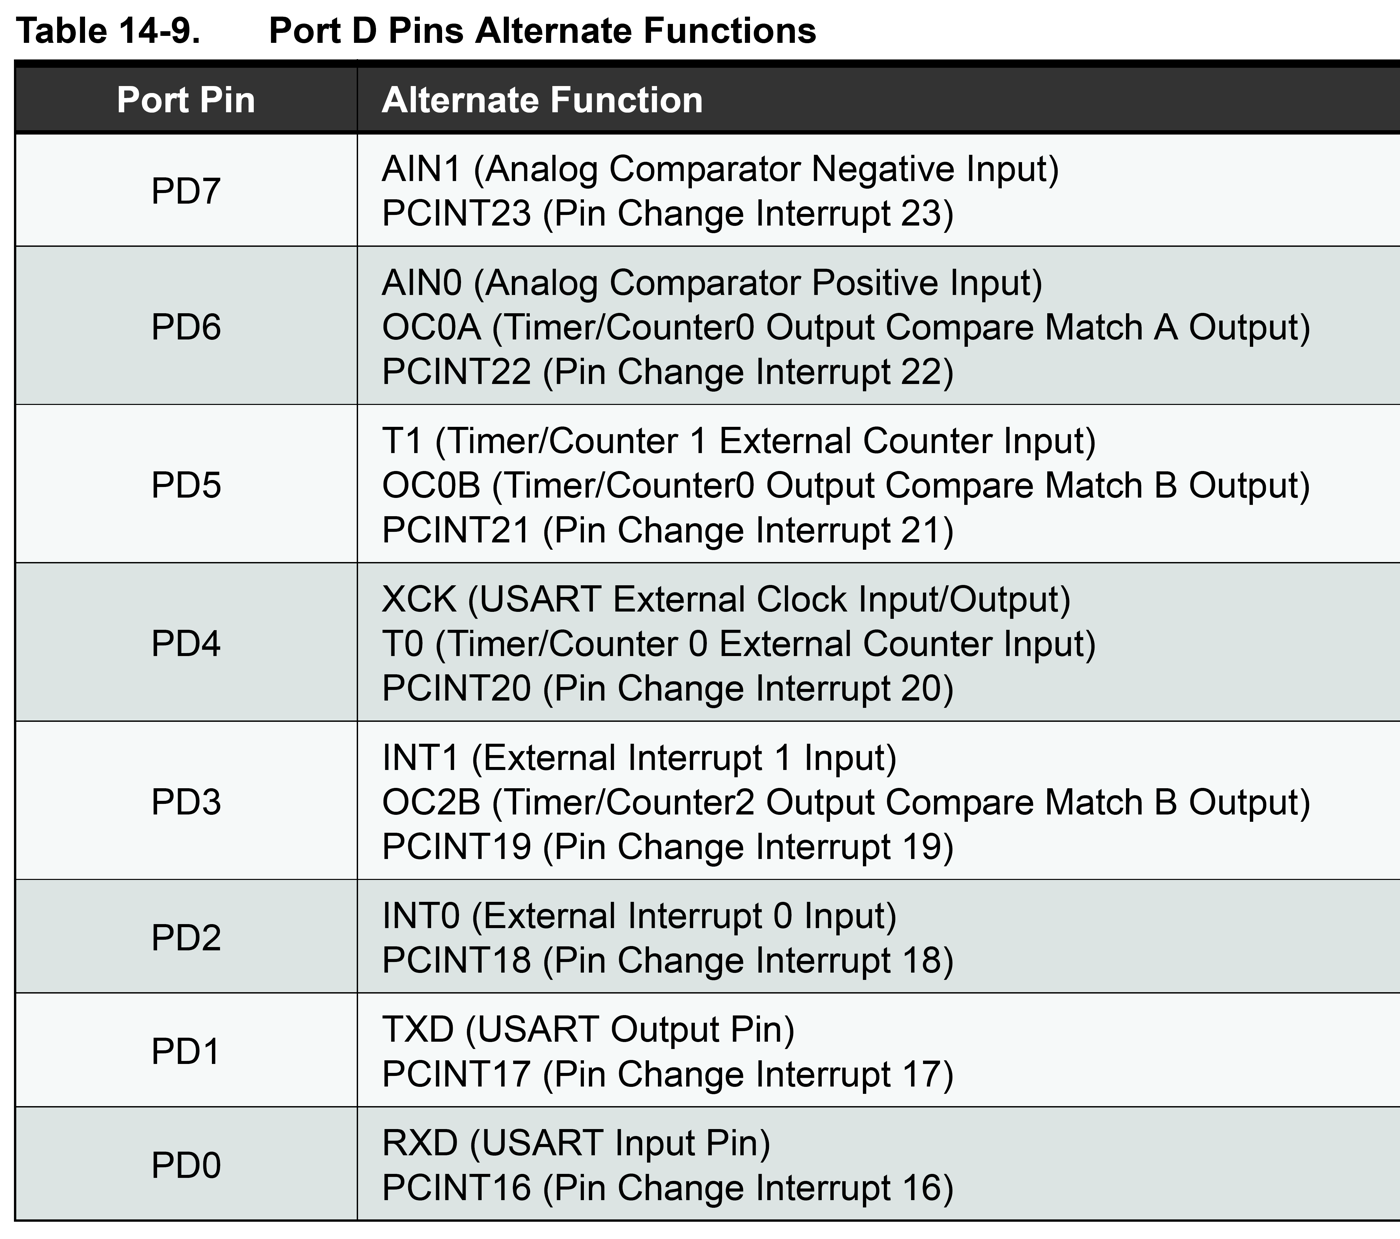 Table 14-9. Port D Pins Alternate Functions
Port Pin Alternate Function
PD7
AIN1 (Analog Comparator Negative Input)
PCINT23 (Pin Change Interrupt 23)
PD6
AIN0 (Analog Comparator Positive Input)
OC0A (Timer/Counter0 Output Compare Match A Output)
PCINT22 (Pin Change Interrupt 22)
PD5
T1 (Timer/Counter 1 External Counter Input)
OC0B (Timer/Counter0 Output Compare Match B Output)
PCINT21 (Pin Change Interrupt 21)
PD4
XCK (USART External Clock Input/Output)
T0 (Timer/Counter 0 External Counter Input)
PCINT20 (Pin Change Interrupt 20)
PD3
INT1 (External Interrupt 1 Input)
OC2B (Timer/Counter2 Output Compare Match B Output)
PCINT19 (Pin Change Interrupt 19)
PD2
INT0 (External Interrupt 0 Input)
PCINT18 (Pin Change Interrupt 18)
PD1
TXD (USART Output Pin)
PCINT17 (Pin Change Interrupt 17)
PD0
RXD (USART Input Pin)
PCINT16 (Pin Change Interrupt 16)